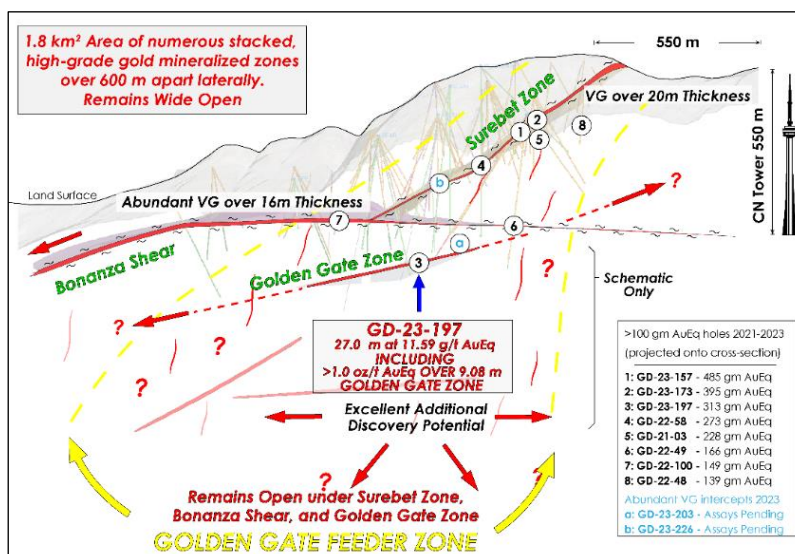 1.8 km² Area of numerous stacked,
high-grade gold mineralized zones
over 600 m apart laterally.
Remains Wide Open
550 m
CN Tower 550 m
VG over 20m Thickness
Surebet Zone
1
2
5
8
4
b
Land Surface
Abundant VG over 16m Thickness
7
6
?
a
3
Bonanza Shear
Golden Gate Zone
?
?
?
?
?
?
Schematic
Only
GD-23-197
27.0 m at 11.59 g/t AuEq
INCLUDING
>1.0 oz/t AuEq OVER 9.08 m
GOLDEN GATE ZONE
Excellent Additional
Discovery Potential
?
?
Remains Open under Surebet Zone,
Bonanza Shear, and Golden Gate Zone
GOLDEN GATE FEEDER ZONE
>100 gm AuEq holes 2021-2023
(projected onto cross-section)
1: GD-23-157 - 485 gm AuEq
2: GD-23-173 - 395 gm AuEq
3: GD-23-197 - 313 gm AuEq
4: GD-22-58 - 273 gm AuEq
5: GD-21-03 - 228 gm AuEq
6: GD-22-49 - 166 gm AuEq
7: GD-22-100 - 149 gm AuEq
8: GD-22-48 - 139 gm AuEq
Abundant VG intercepts 2023
a: GD-23-203 - Assays Pending
b: GD-23-226 - Assays Pending